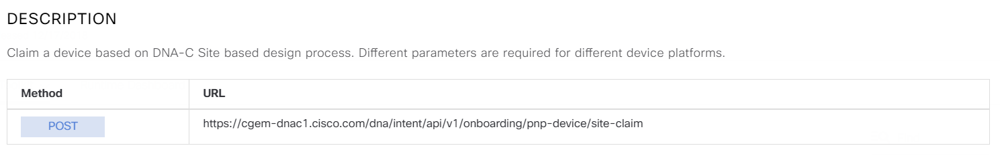 DESCRIPTION
Claim a device based on DNA-C Site based design process. Different parameters are required for different device platforms.
Method URL
POST https://cgem-dnac1.cisco.com/dna/intent/api/v1/onboarding/pnp-device/site-claim